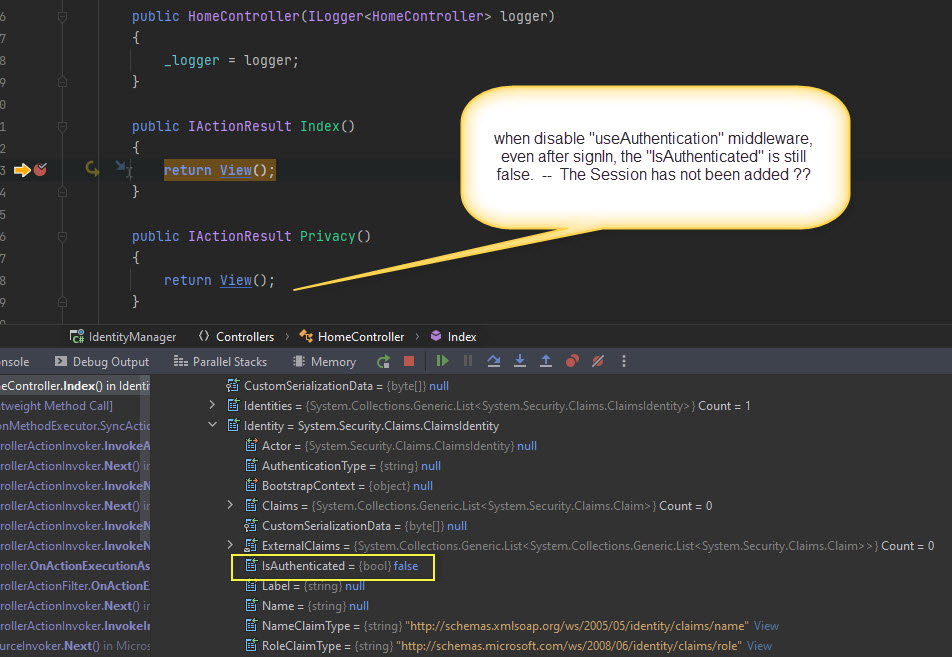 6 public HomeController(ILogger<HomeController> logger)
7 {
8 _logger = logger;
9 }
0
1 public IActionResult Index()
2 {
3 return View();
4 }
5
6 public IActionResult Privacy()
7 {
8 return View();
9 }
when disable "useAuthentication" middleware,
even after signIn, the "IsAuthenticated" is still
false. -- The Session has not been added ??
IdentityManager Controllers HomeController Index
nsole Debug Output Parallel Stacks Memory
eController.Index() in Identi
tweight Method Call]
onMethodExecutor.SyncActio
rollerActionInvoker.InvokeA
rollerActionInvoker.Next() in
rollerActionInvoker.InvokeN
rollerActionInvoker.Next() in
rollerActionInvoker.InvokeN
rollerActionInvoker.InvokeN
roller.OnActionExecutionAs
rollerActionFilter.OnActionE
rollerActionInvoker.Next() in
rollerActionInvoker.InvokeIn
urceInvoker.Next() in Micros
CustomSerializationData = {byte[]} null
Identities = {System.Collections.Generic.List<System.Security.Claims.ClaimsIdentity>} Count = 1
Identity = System.Security.Claims.ClaimsIdentity
Actor = {System.Security.Claims.ClaimsIdentity} null
AuthenticationType = {string} null
BootstrapContext = {object} null
Claims = {System.Collections.Generic.List<System.Security.Claims.Claim>} Count = 0
CustomSerializationData = {byte[]} null
ExternalClaims = {System.Collections.Generic.List<System.Collections.Generic.List<System.Security.Claims.Claim>>} Count = 0
IsAuthenticated = {bool} false
Label = {string} null
Name = {string} null
NameClaimType = {string} "http://schemas.xmlsoap.org/ws/2005/05/identity/claims/name" View
RoleClaimType = {string} "http://schemas.microsoft.com/ws/2008/06/identity/claims/role" View